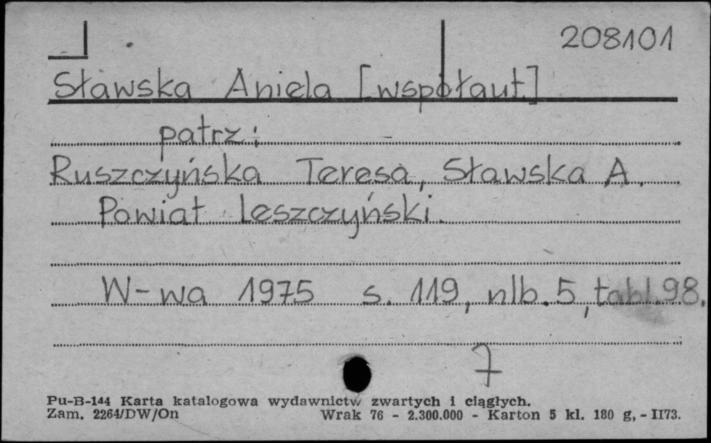 208101
Sławska Aniela [współaut.]
patrz:
Ruszczyńska Teresa, Sławska A.
Powiat Leszczyński.
W-wa 1975 s. 119, nlb. 5, tabl. 98.
7
Pu-B-144 Karta katalogowa wydawnictw zwartych i ciągłych.
Zam. 2264/DW/On Wrak 76 - 2.300.000 - Karton 5 kl. 180 g, - II73.